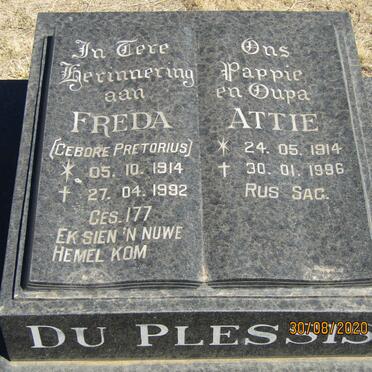 In Tere
Herinnering
aan
FREDA
(GEBORE PRETORIUS)
* 05. 10. 1914
✝ 27. 04. 1992
GES. 177
EK SIEN 'N NUWE
HEMEL KOM
Ons
Pappie
en Oupa
ATTIE
* 24. 05. 1914
✝ 30. 01. 1996
RUS SAG.
DU PLESSIS
30/08/2020